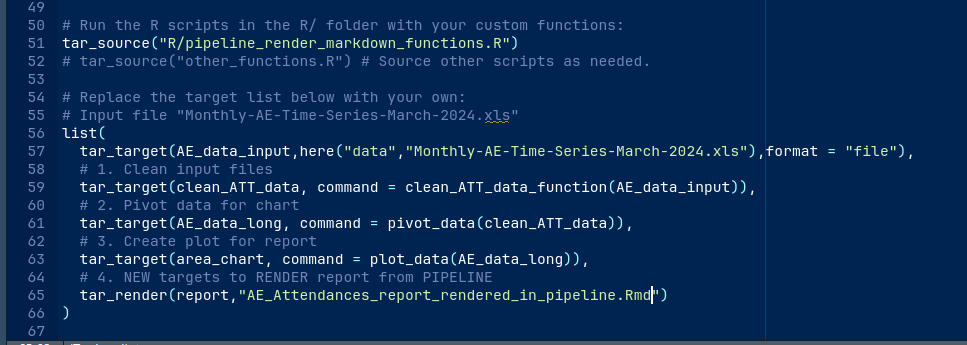 49
50 # Run the R scripts in the R/ folder with your custom functions:
51 tar_source("R/pipeline_render_markdown_functions.R")
52 # tar_source("other_functions.R") # Source other scripts as needed.
53
54 # Replace the target list below with your own:
55 # Input file "Monthly-AE-Time-Series-March-2024.xls"
56 list(
57   tar_target(AE_data_input,here("data","Monthly-AE-Time-Series-March-2024.xls"),format = "file"),
58   # 1. Clean input files
59   tar_target(clean_ATT_data, command = clean_ATT_data_function(AE_data_input)),
60   # 2. Pivot data for chart
61   tar_target(AE_data_long, command = pivot_data(clean_ATT_data)),
62   # 3. Create plot for report
63   tar_target(area_chart, command = plot_data(AE_data_long)),
64   # 4. NEW targets to RENDER report from PIPELINE
65   tar_render(report,"AE_Attendances_report_rendered_in_pipeline.Rmd")
66 )
67